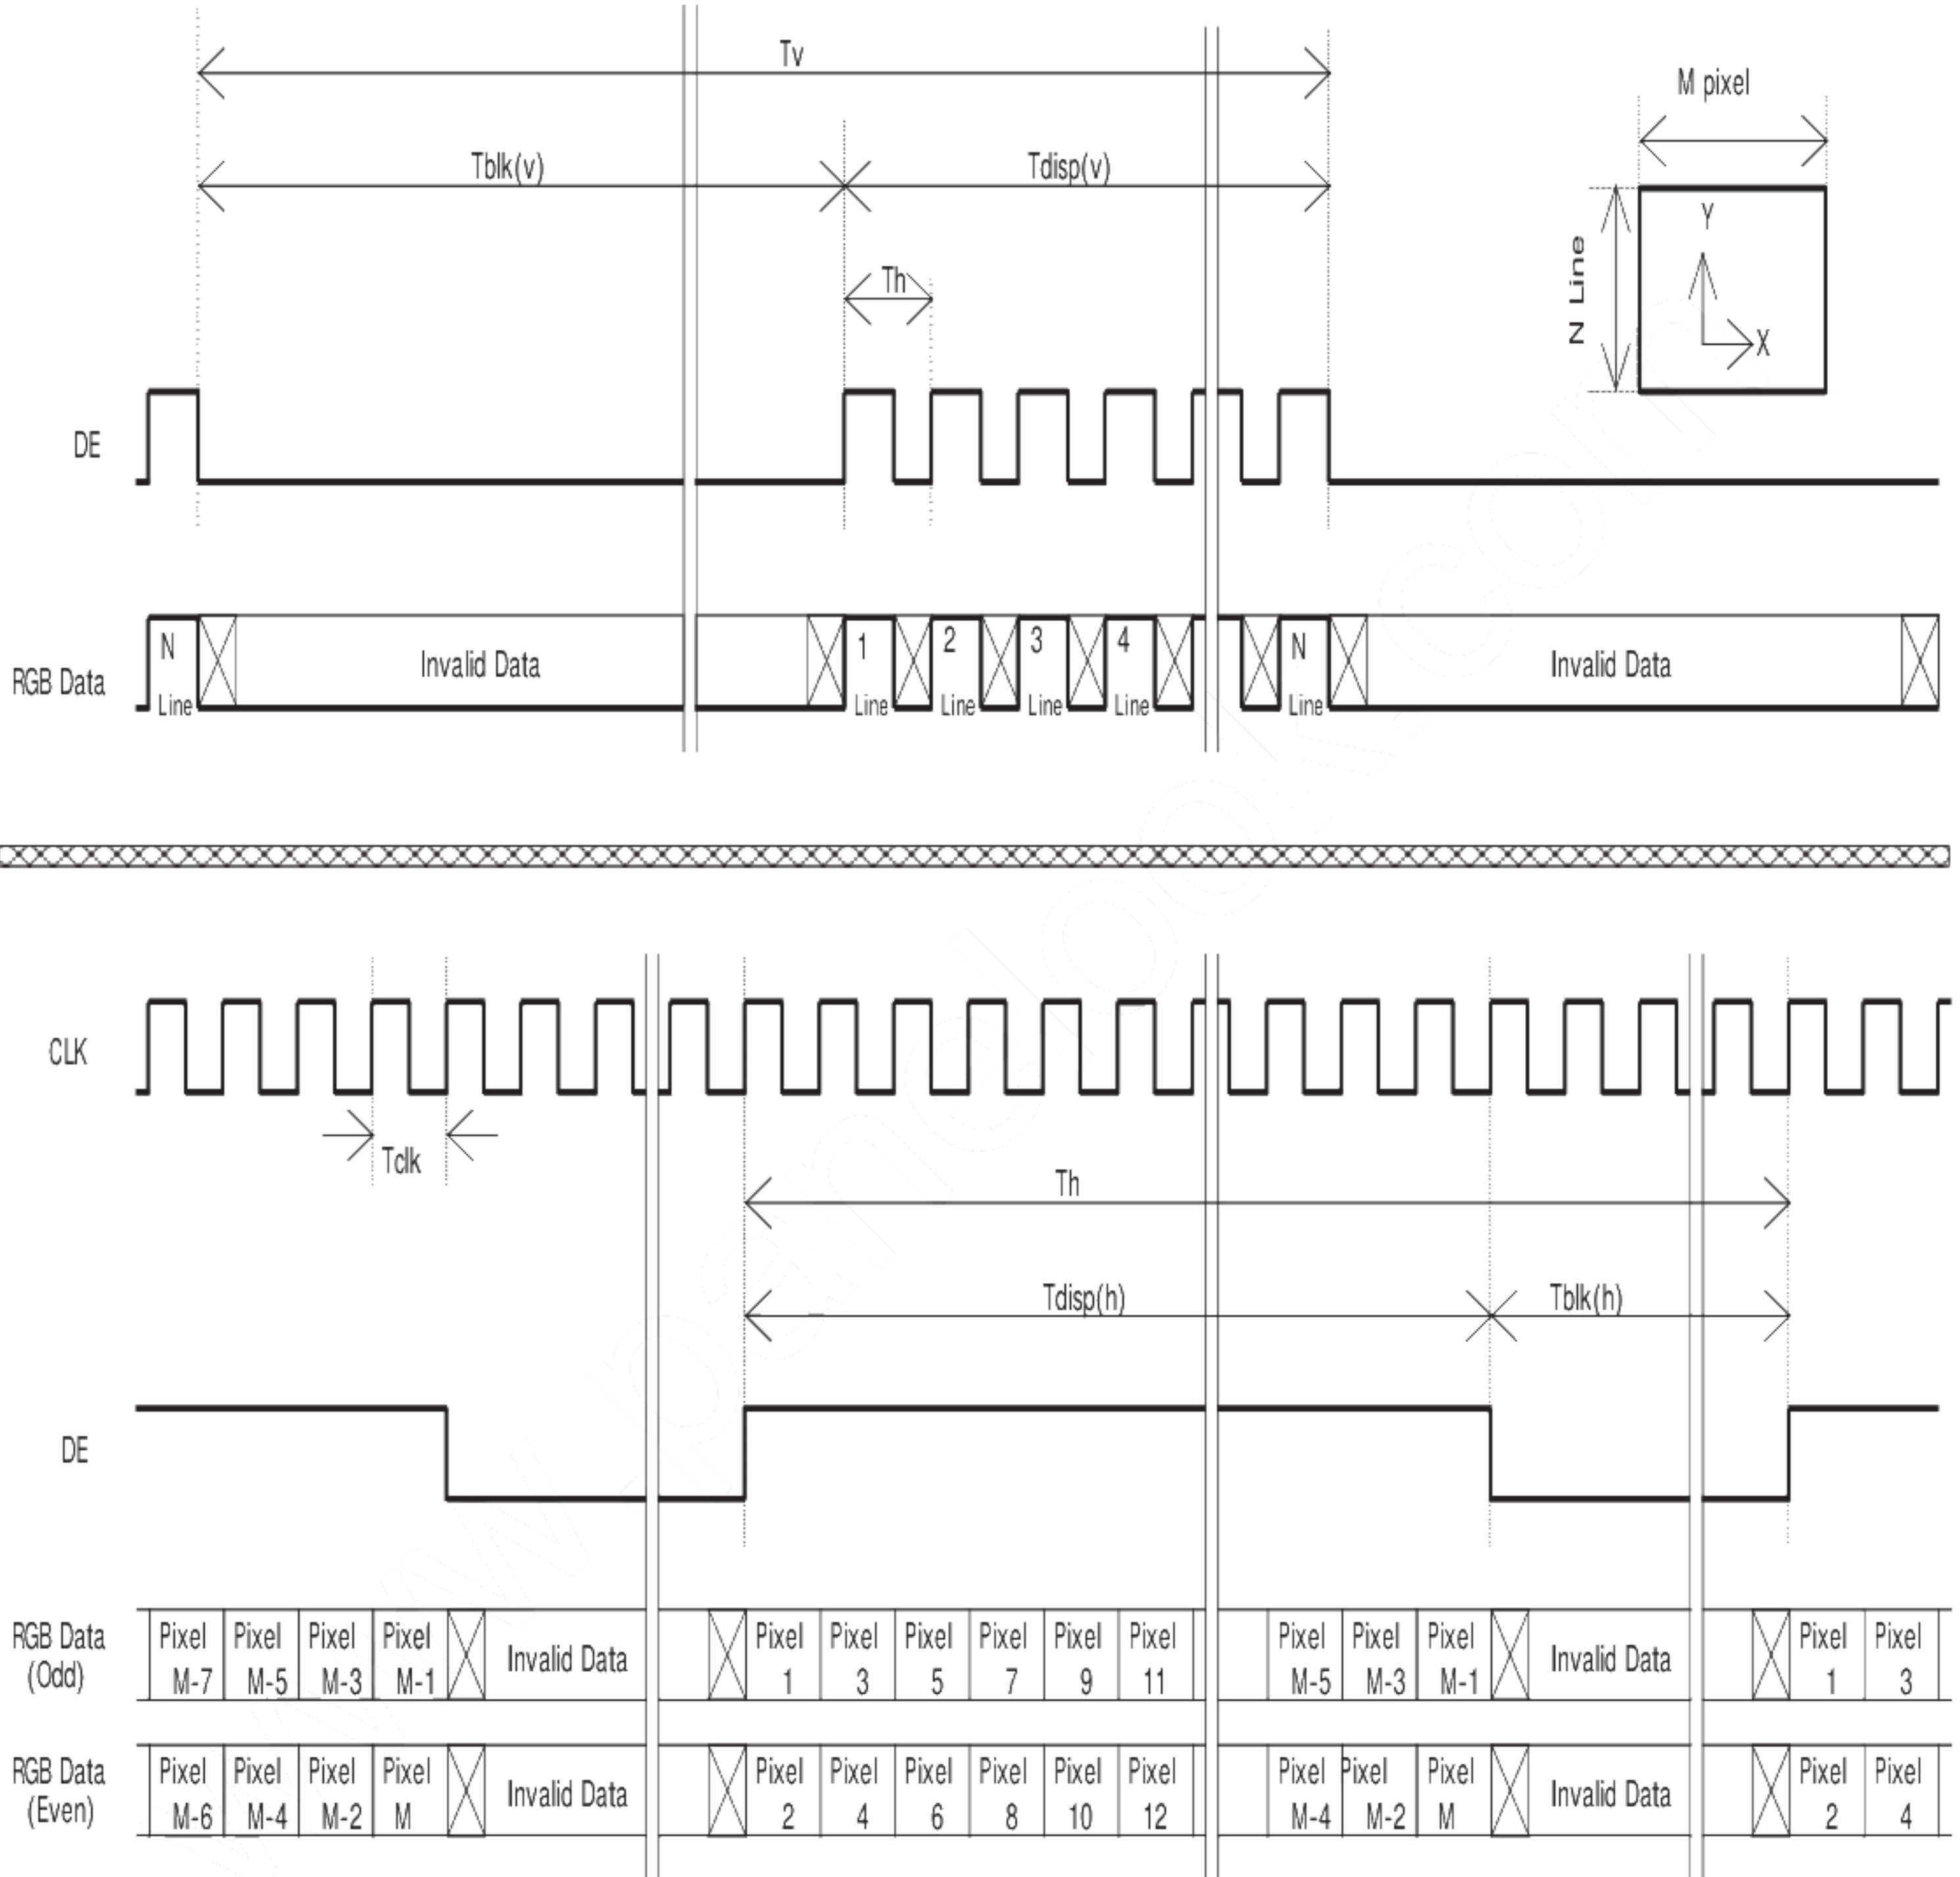 Tv
M pixel
Tblk(v)
Tdisp(v)
Th
N Line
Y
X
DE
RGB Data
N
Line
Invalid Data
1
Line
2
Line
3
Line
4
Line
N
Line
Invalid Data
CLK
Tclk
Th
Tdisp(h)
Tblk(h)
DE
RGB Data
(Odd)
Pixel Pixel Pixel Pixel
M-7 M-5 M-3 M-1
Invalid Data
Pixel Pixel Pixel Pixel Pixel Pixel
1 3 5 7 9 11
Pixel Pixel Pixel
M-5 M-3 M-1
Invalid Data
Pixel Pixel
1 3
RGB Data
(Even)
Pixel Pixel Pixel Pixel
M-6 M-4 M-2 M
Invalid Data
Pixel Pixel Pixel Pixel Pixel Pixel
2 4 6 8 10 12
Pixel Pixel Pixel
M-4 M-2 M
Invalid Data
Pixel Pixel
2 4